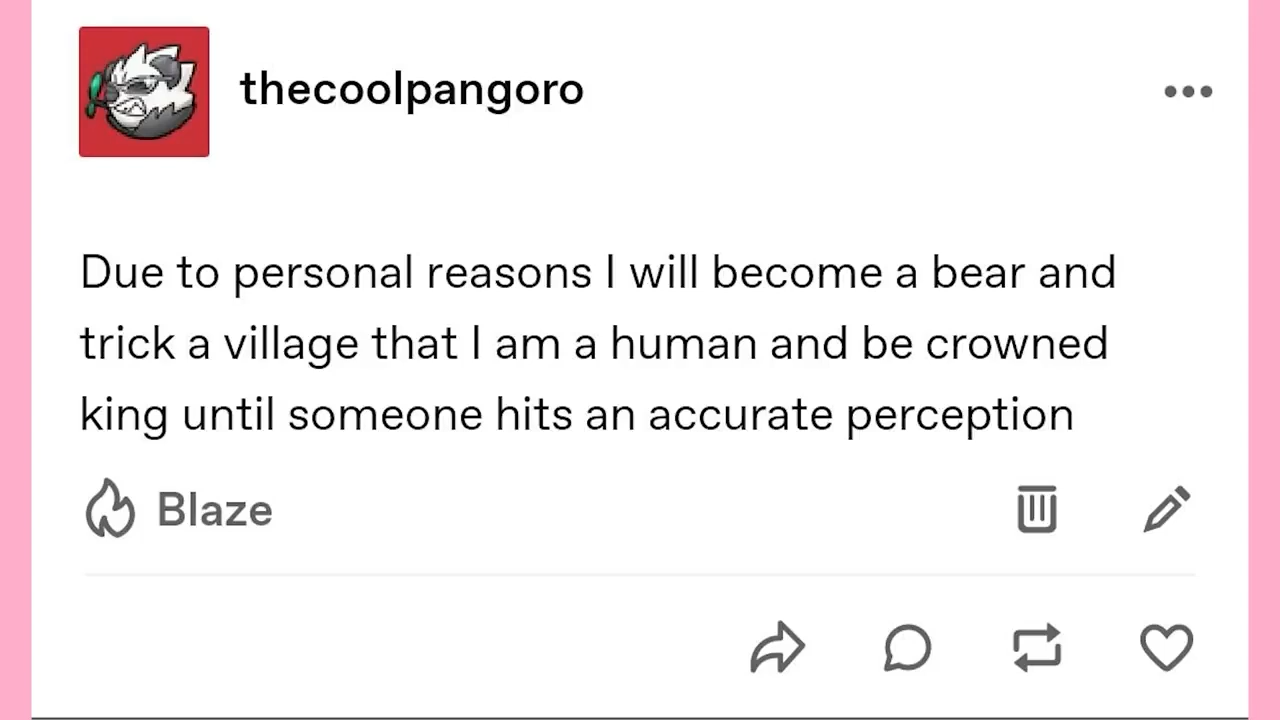 thecoolpangoro
Due to personal reasons I will become a bear and
trick a village that I am a human and be crowned
king until someone hits an accurate perception
Blaze